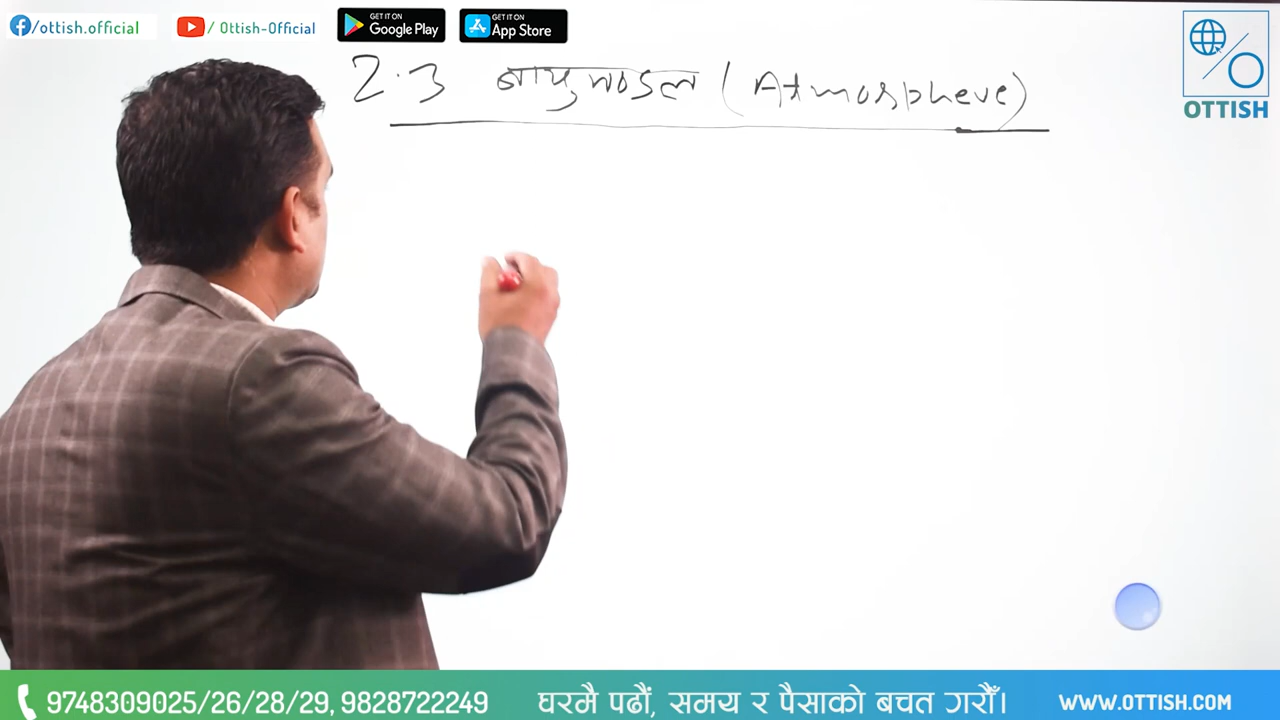 /ottish.official
/ Ottish-Official
GET IT ON
Google Play
GET IT ON
App Store
OTTISH
2.3 वायुमण्डल (Atmosphere)
9748309025/26/28/29, 9828722249
घरमै पढौं, समय र पैसाको बचत गरौँ।
WWW.OTTISH.COM